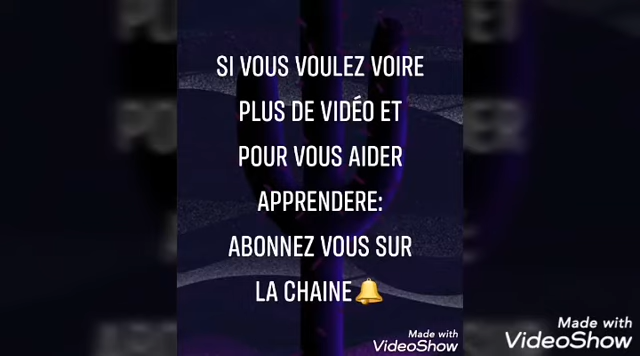 SI VOUS VOULEZ VOIRE
PLUS DE VIDÉO ET
POUR VOUS AIDER
APPRENDERE:
ABONNEZ VOUS SUR
LA CHAINE🔔
Made with
VideoShow
Made with
VideoShow